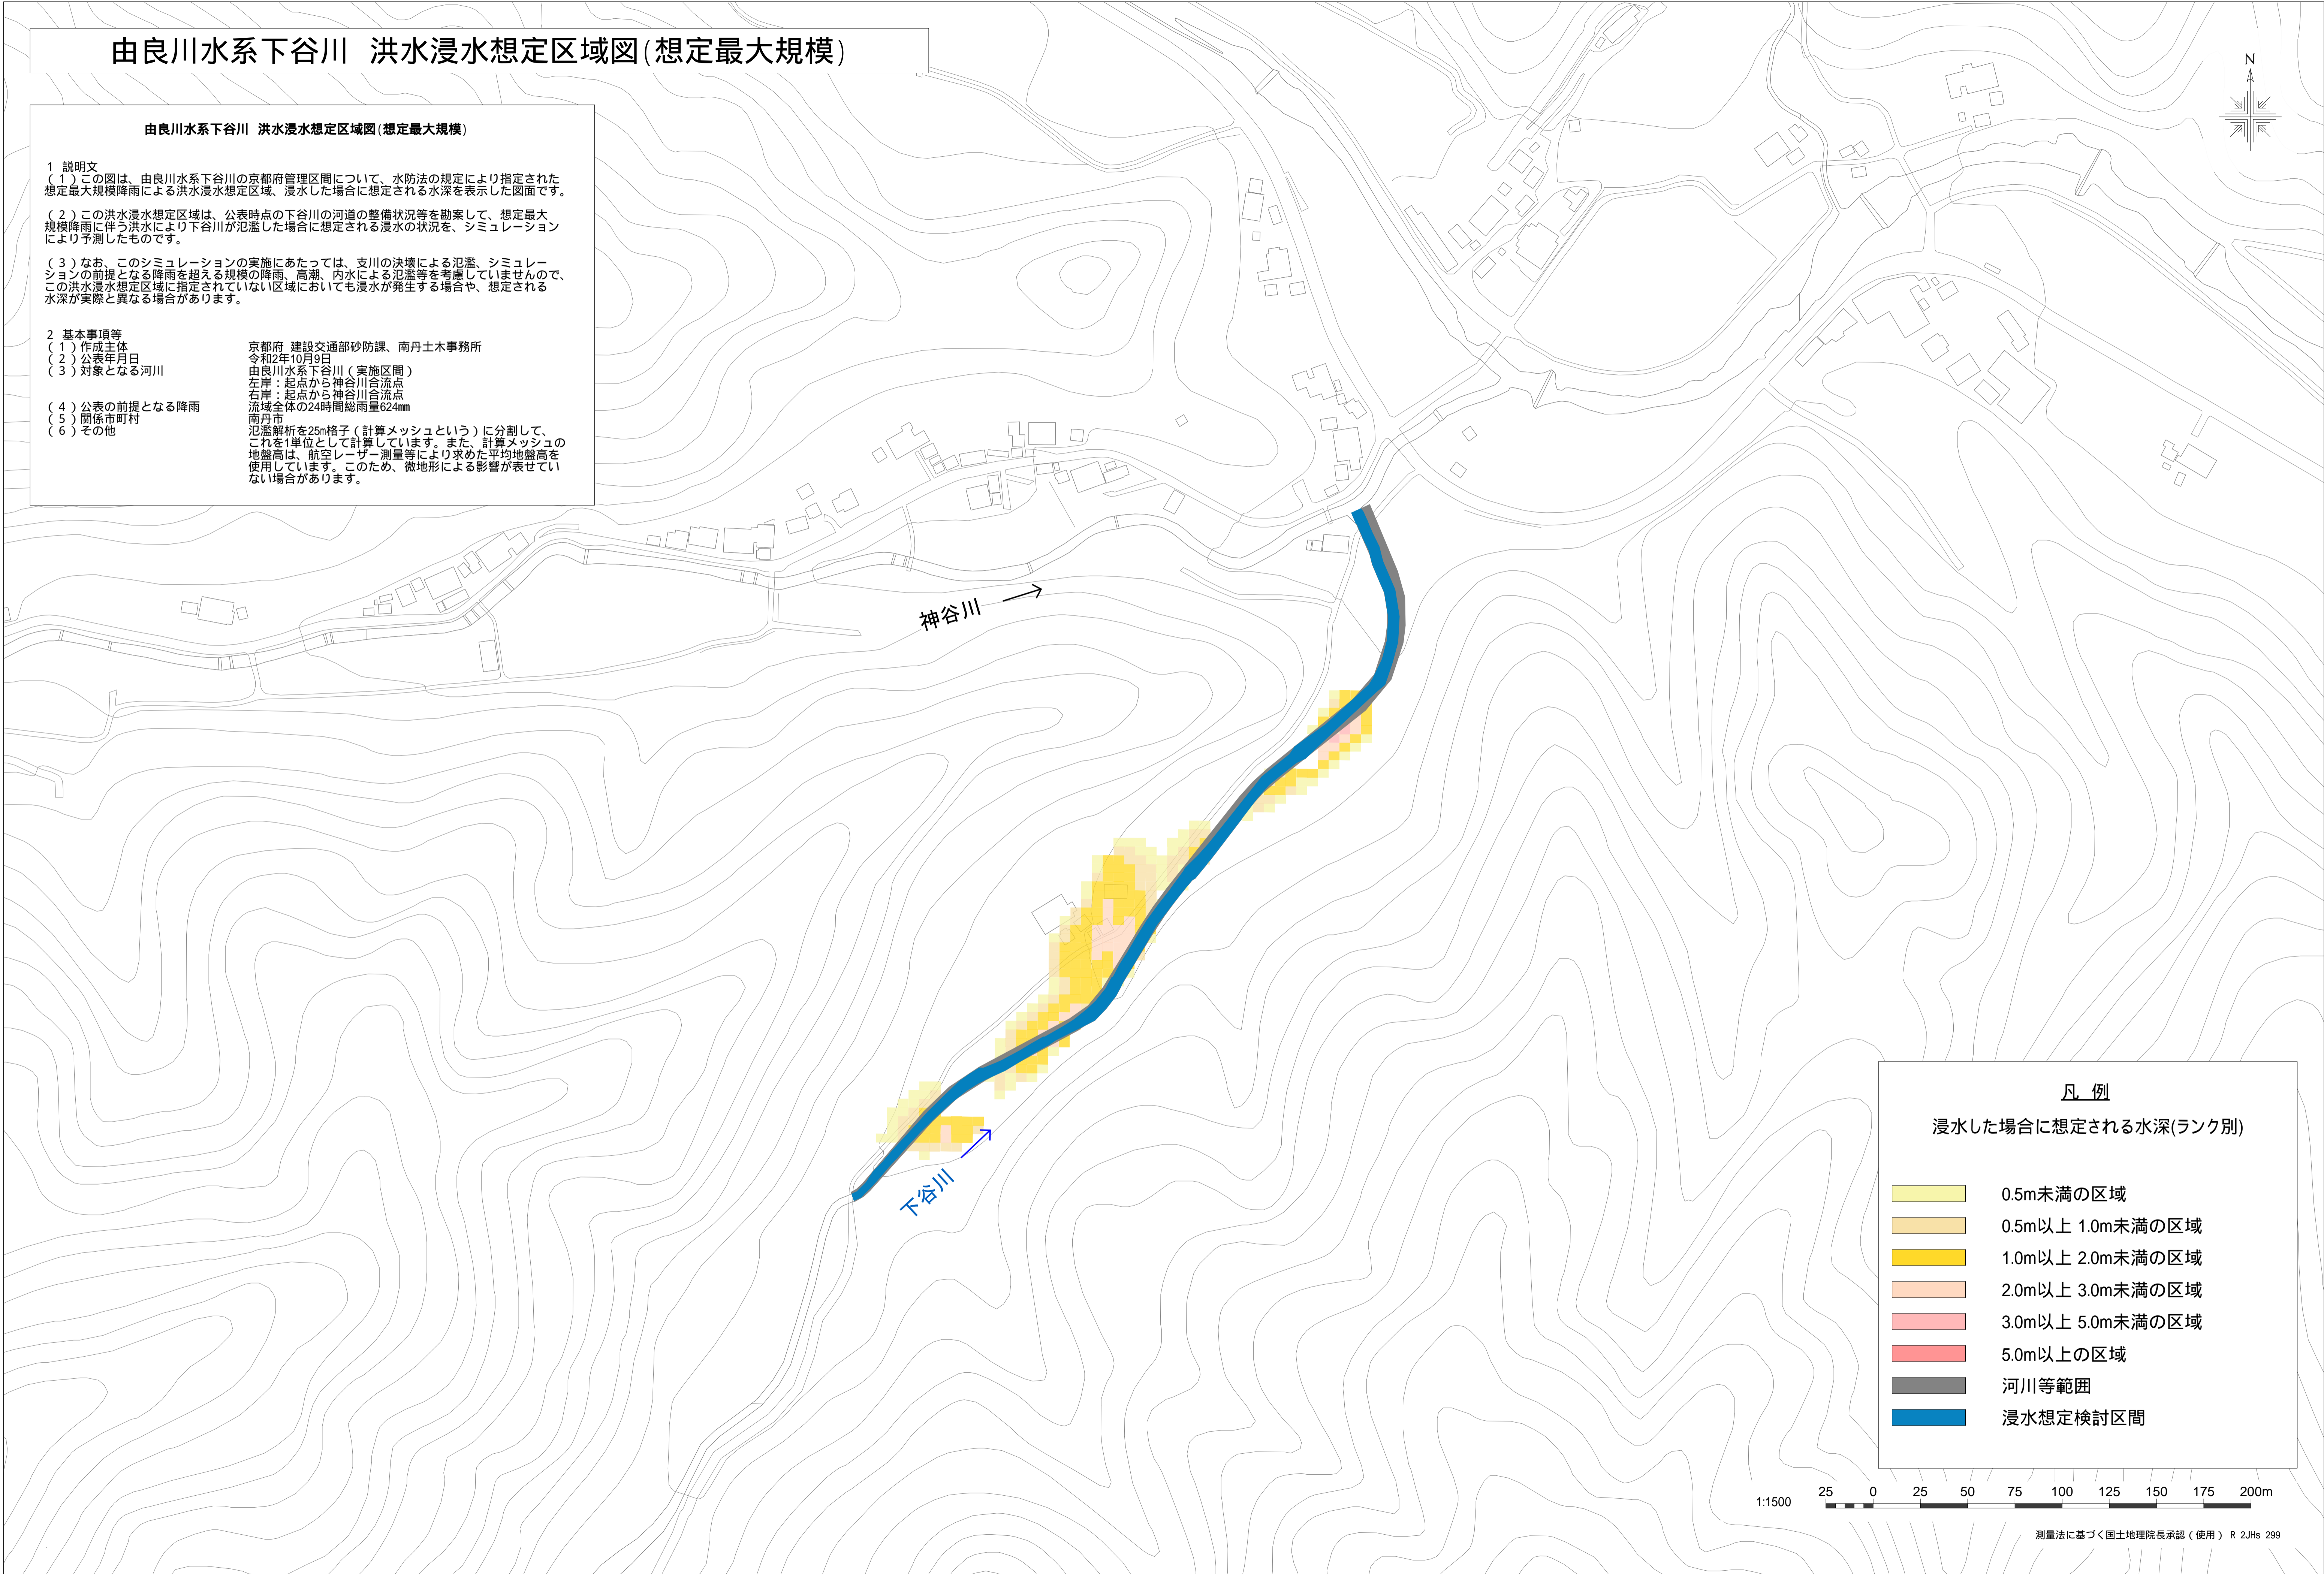 由良川水系下谷川 洪水浸水想定区域図(想定最大規模)
N
由良川水系下谷川 洪水浸水想定区域図(想定最大規模)
1 説明文
(1)この図は、由良川水系下谷川の京都府管理区間について、水防法の規定により指定された
想定最大規模降雨による洪水浸水想定区域、浸水した場合に想定される水深を表示した図面です。
(2)この洪水浸水想定区域は、公表時点の下谷川の河道の整備状況等を勘案して、想定最大
規模降雨に伴う洪水により下谷川が氾濫した場合に想定される浸水の状況を、シミュレーション
により予測したものです。
(3)なお、このシミュレーションの実施にあたっては、支川の決壊による氾濫、シミュレー
ションの前提となる降雨を超える規模の降雨、高潮、内水による氾濫等を考慮していませんので、
この洪水浸水想定区域に指定されていない区域においても浸水が発生する場合や、想定される
水深が実際と異なる場合があります。
2 基本事項等
(1)作成主体 京都府 建設交通部砂防課、南丹土木事務所
(2)公表年月日 令和2年10月9日
(3)対象となる河川 由良川水系下谷川(実施区間)
左岸:起点から神谷川合流点
右岸:起点から神谷川合流点
(4)公表の前提となる降雨 流域全体の24時間総雨量624mm
(5)関係市町村 南丹市
(6)その他 氾濫解析を25m格子(計算メッシュという)に分割して、
これを1単位として計算しています。また、計算メッシュの
地盤高は、航空レーザー測量等により求めた平均地盤高を
使用しています。このため、微地形による影響が表せてい
ない場合があります。
神谷川
下谷川
凡 例
浸水した場合に想定される水深(ランク別)
0.5m未満の区域
0.5m以上 1.0m未満の区域
1.0m以上 2.0m未満の区域
2.0m以上 3.0m未満の区域
3.0m以上 5.0m未満の区域
5.0m以上の区域
河川等範囲
浸水想定検討区間
1:1500 25 0 25 50 75 100 125 150 175 200m
測量法に基づく国土地理院長承認(使用) R 2JHs 299